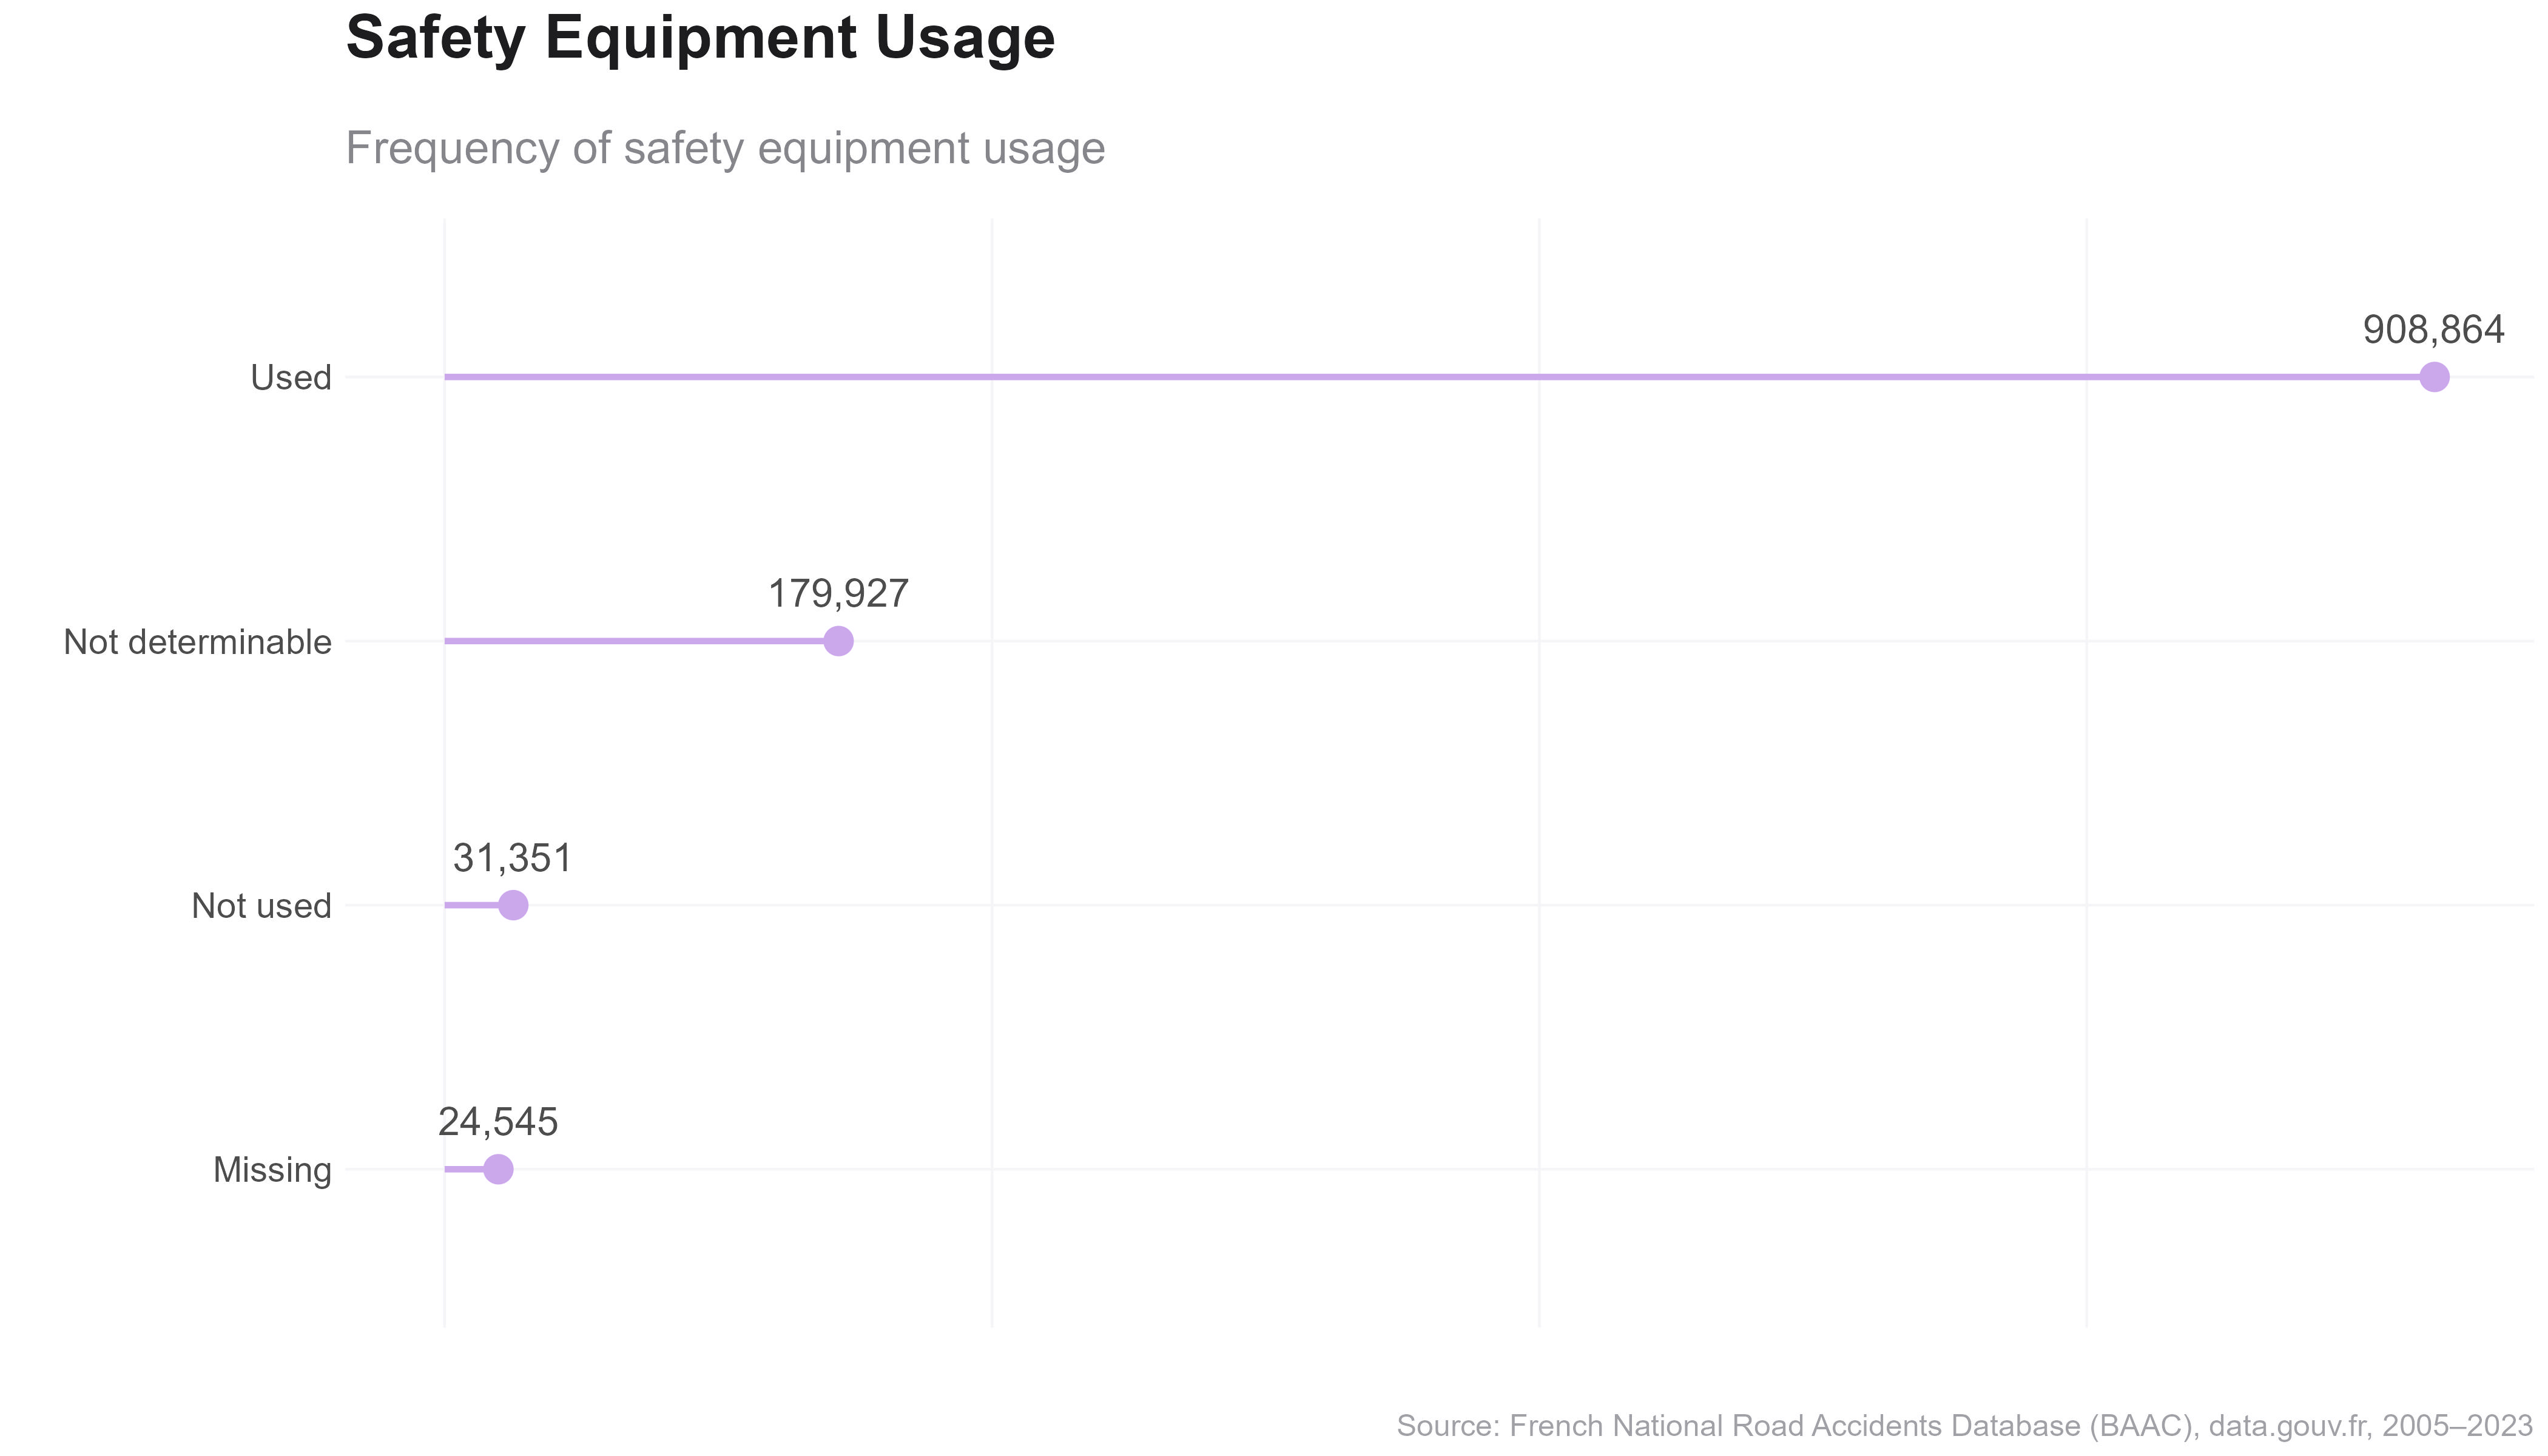 Safety Equipment Usage
Frequency of safety equipment usage
908,864
Used
179,927
Not determinable
31,351
Not used
24,545
Missing
Source: French National Road Accidents Database (BAAC), data.gouv.fr, 2005–2023